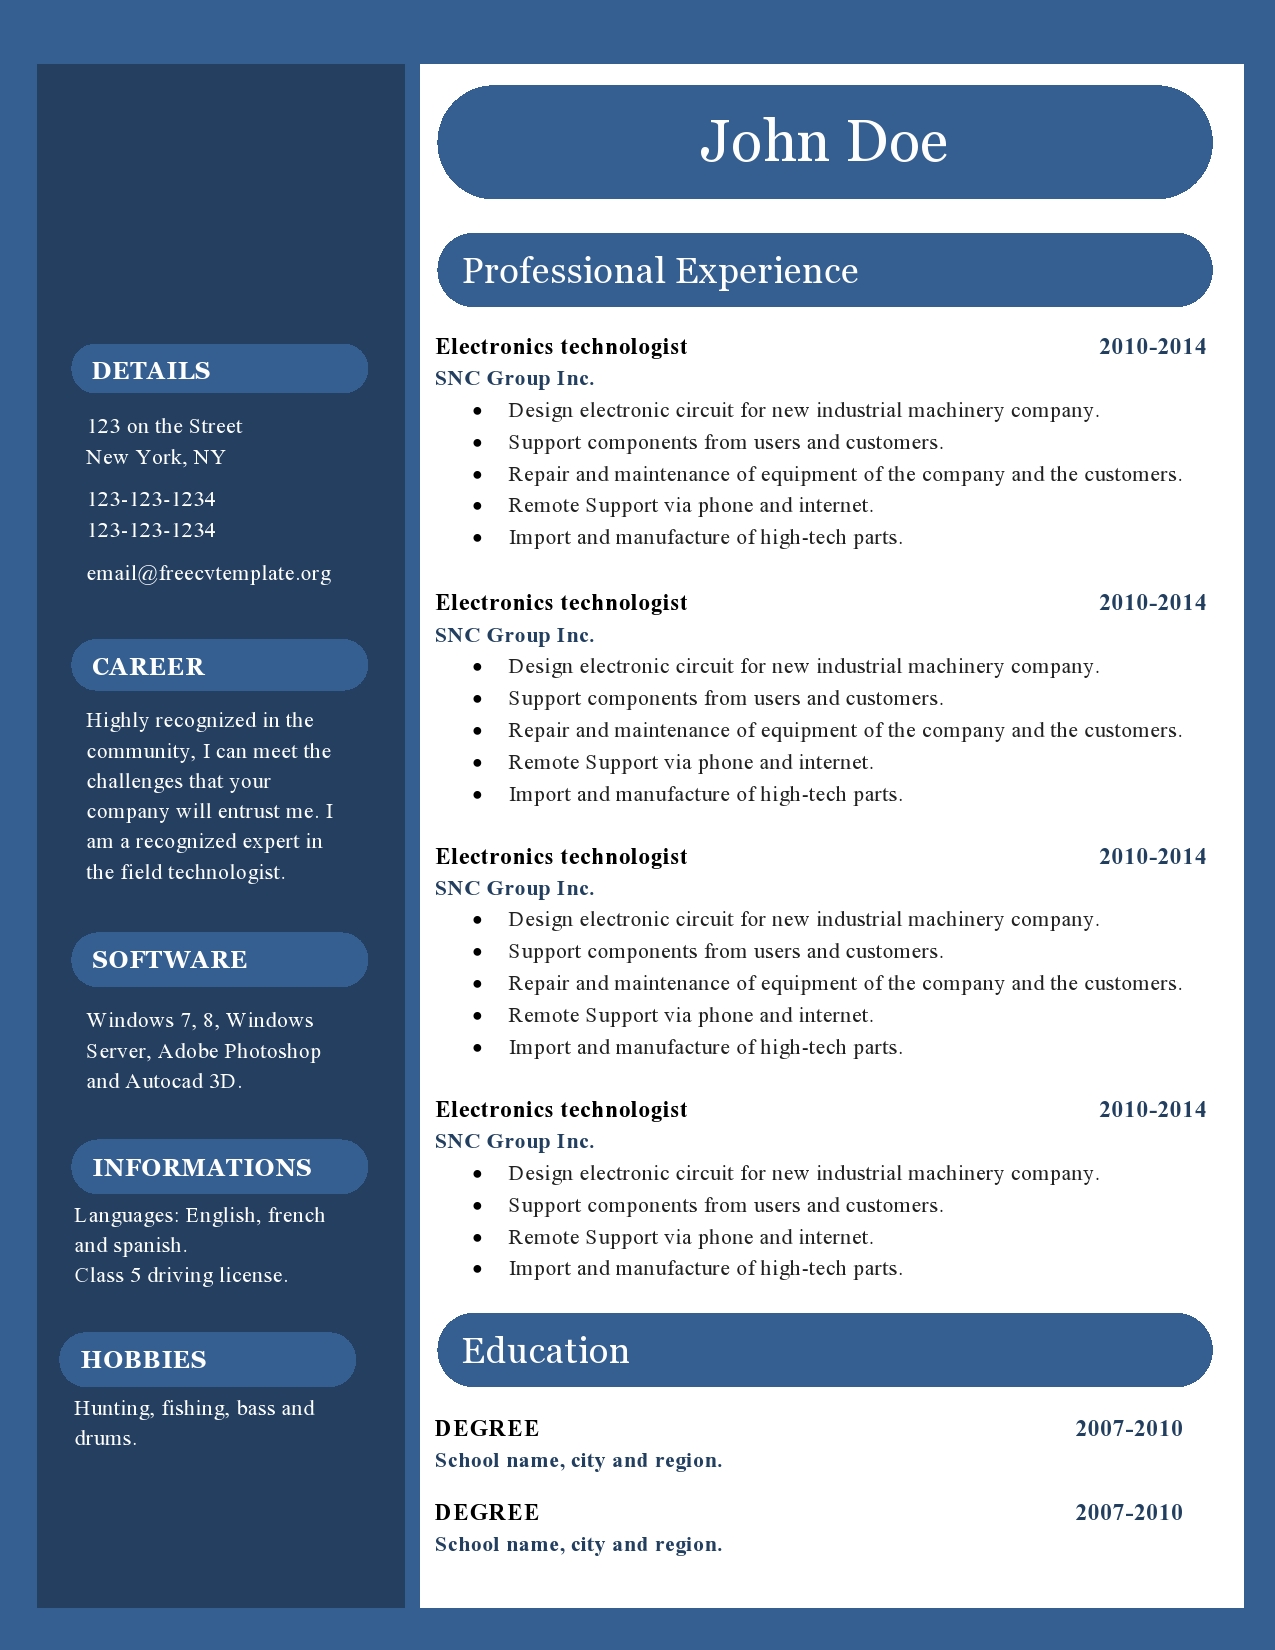 John Doe
Professional Experience
Electronics technologist 2010-2014
SNC Group Inc.
• Design electronic circuit for new industrial machinery company.
• Support components from users and customers.
• Repair and maintenance of equipment of the company and the customers.
• Remote Support via phone and internet.
• Import and manufacture of high-tech parts.
Electronics technologist 2010-2014
SNC Group Inc.
• Design electronic circuit for new industrial machinery company.
• Support components from users and customers.
• Repair and maintenance of equipment of the company and the customers.
• Remote Support via phone and internet.
• Import and manufacture of high-tech parts.
Electronics technologist 2010-2014
SNC Group Inc.
• Design electronic circuit for new industrial machinery company.
• Support components from users and customers.
• Repair and maintenance of equipment of the company and the customers.
• Remote Support via phone and internet.
• Import and manufacture of high-tech parts.
Electronics technologist 2010-2014
SNC Group Inc.
• Design electronic circuit for new industrial machinery company.
• Support components from users and customers.
• Remote Support via phone and internet.
• Import and manufacture of high-tech parts.
Education
DEGREE 2007-2010
School name, city and region.
DEGREE 2007-2010
School name, city and region.
DETAILS
123 on the Street
New York, NY
123-123-1234
123-123-1234
email@freecvtemplate.org
CAREER
Highly recognized in the
community, I can meet the
challenges that your
company will entrust me. I
am a recognized expert in
the field technologist.
SOFTWARE
Windows 7, 8, Windows
Server, Adobe Photoshop
and Autocad 3D.
INFORMATIONS
Languages: English, french
and spanish.
Class 5 driving license.
HOBBIES
Hunting, fishing, bass and
drums.